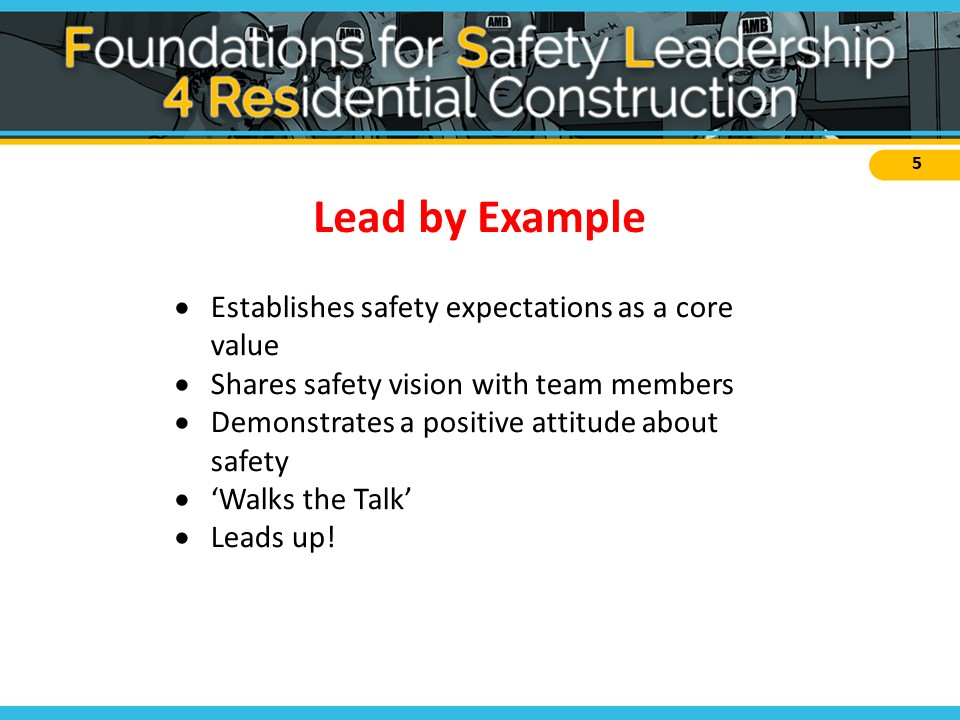 AMB AMB AMB
Foundations for Safety Leadership
4 Residential Construction
5
Lead by Example
• Establishes safety expectations as a core
value
• Shares safety vision with team members
• Demonstrates a positive attitude about
safety
• ‘Walks the Talk’
• Leads up!